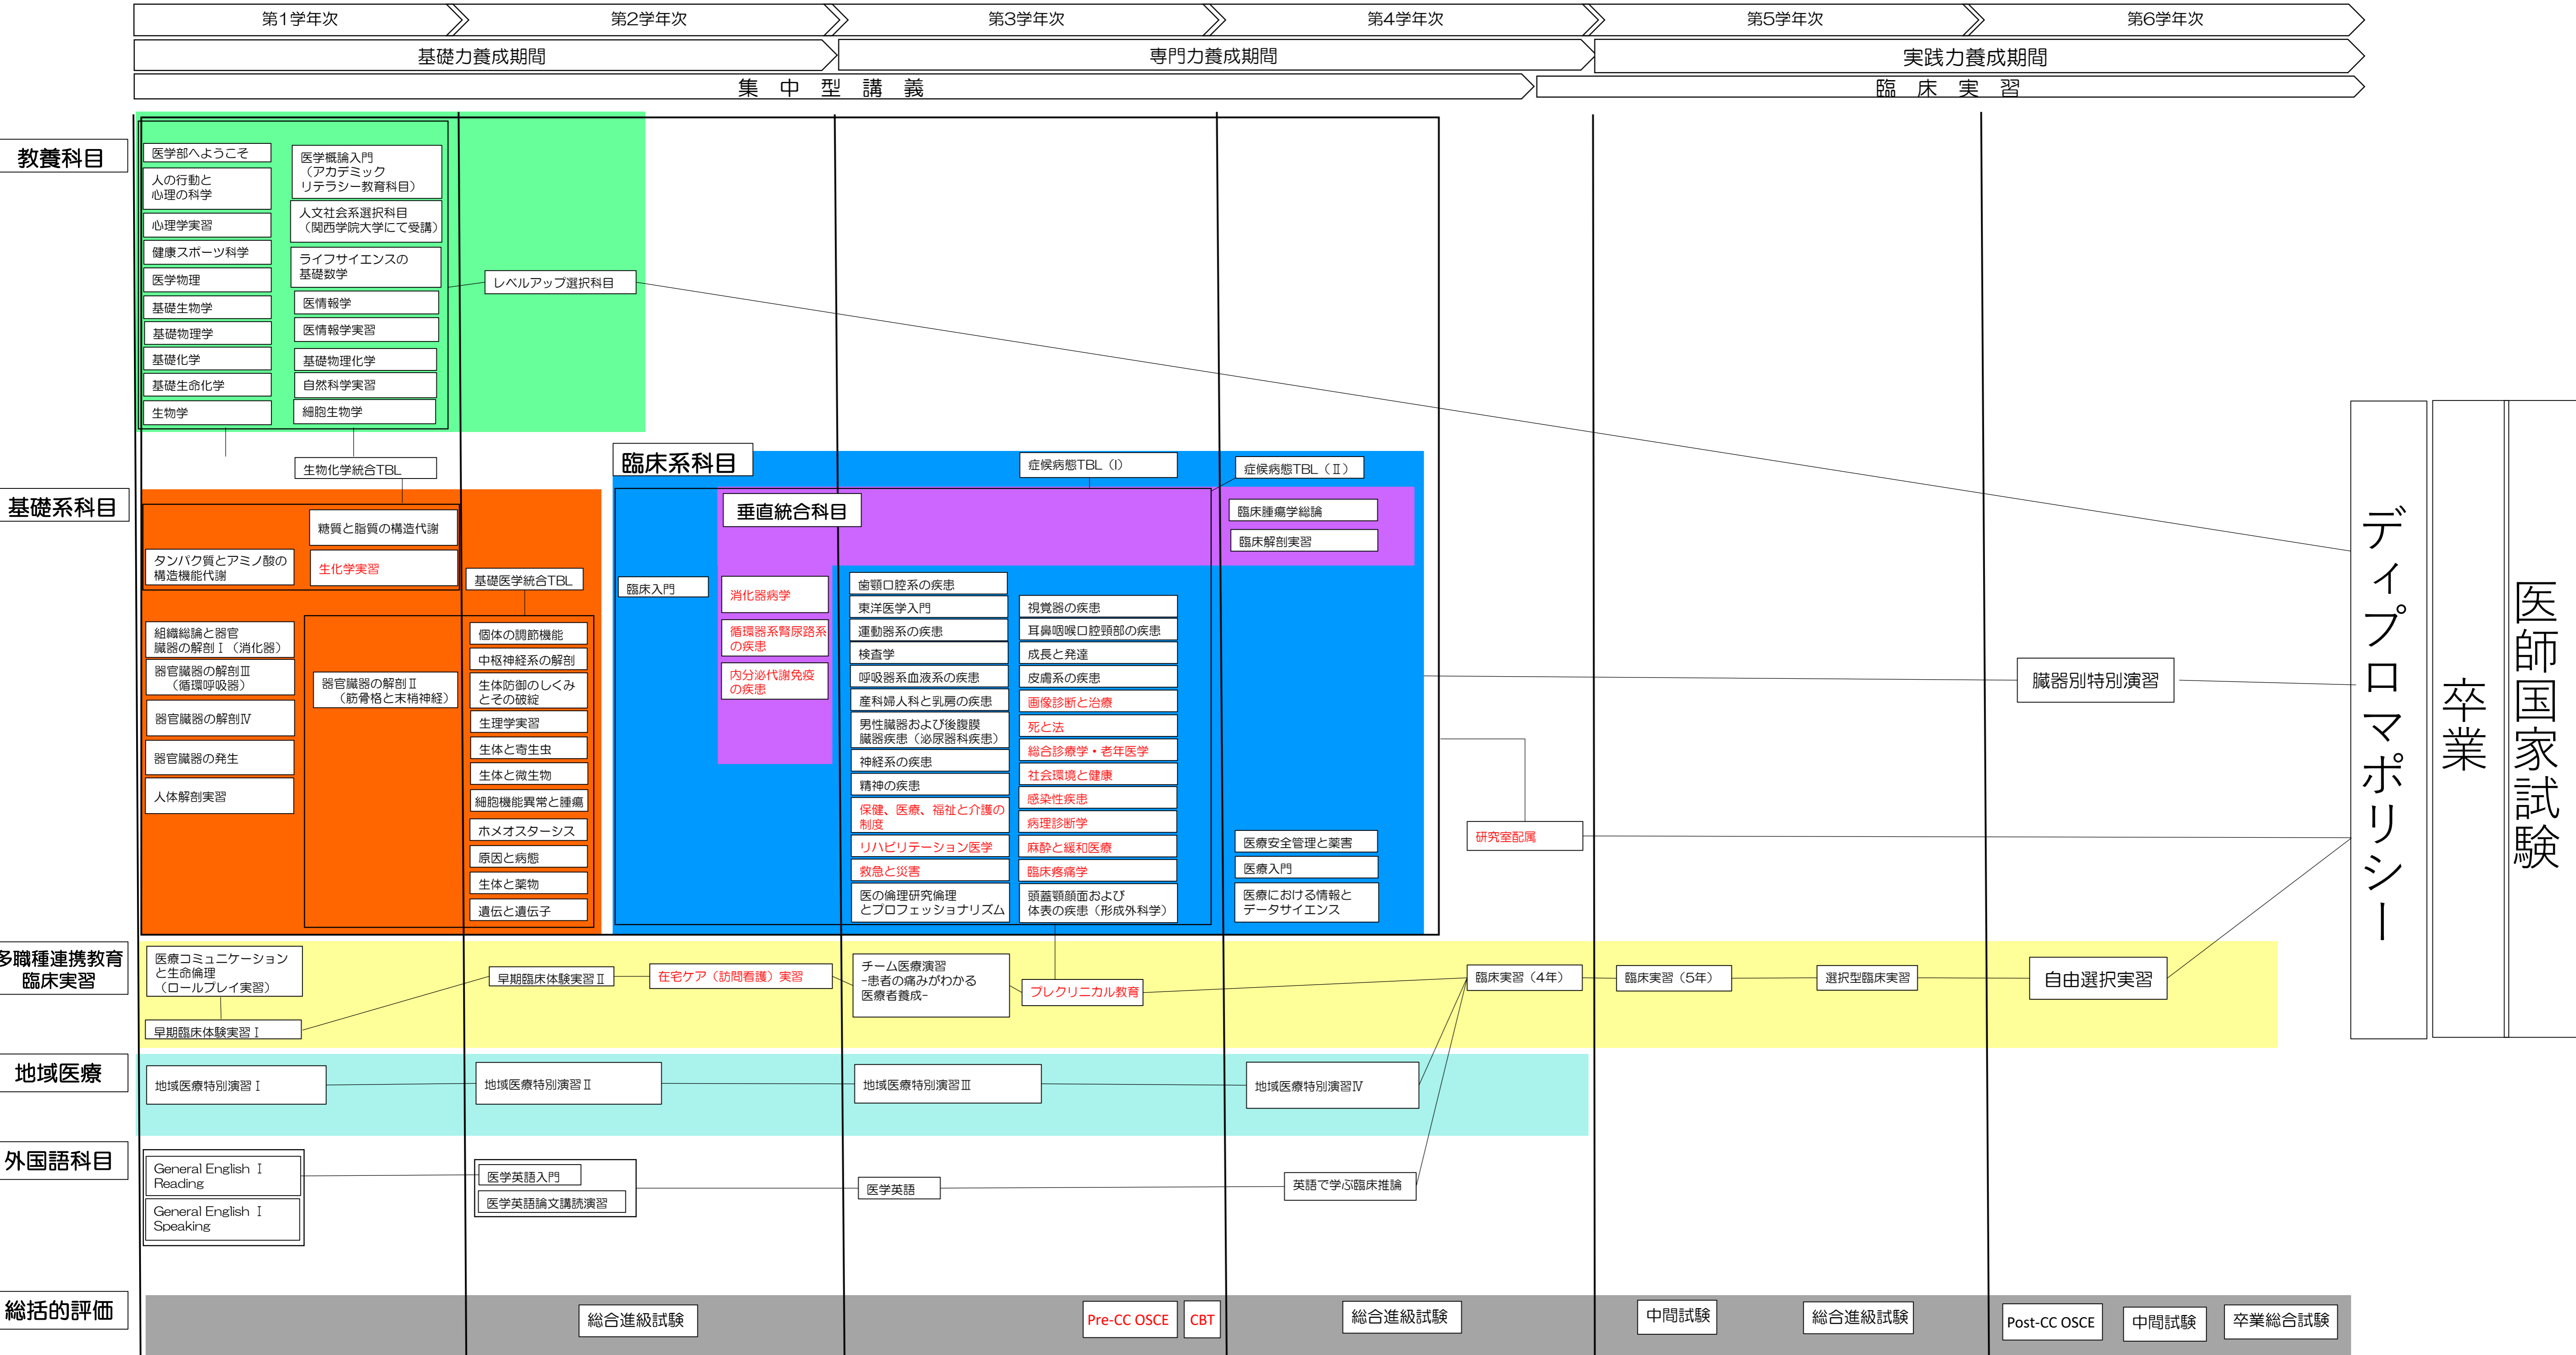 第1学年次
第2学年次
第3学年次
第4学年次
第5学年次
第6学年次
基礎力養成期間
専門力養成期間
実践力養成期間
集中型講義
臨床実習
教養科目
医学部へようこそ
人の行動と
心理の科学
心理学実習
健康スポーツ科学
医学物理
基礎生物学
基礎物理学
基礎化学
基礎生命化学
生物学
医学概論入門
（アカデミック
リテラシー教育科目）
人文社会系選択科目
（関西学院大学にて受講）
ライフサイエンスの
基礎数学
医情報学
医情報学実習
基礎物理化学
自然科学実習
細胞生物学
レベルアップ選択科目
生物化学統合TBL
基礎系科目
タンパク質とアミノ酸の
構造機能代謝
糖質と脂質の構造代謝
生化学実習
組織総論と器官
臓器の解剖Ⅰ（消化器）
器官臓器の解剖Ⅲ
（循環呼吸器）
器官臓器の解剖Ⅳ
器官臓器の発生
人体解剖実習
器官臓器の解剖Ⅱ
（筋骨格と末梢神経）
基礎医学統合TBL
個体の調節機能
中枢神経系の解剖
生体防御のしくみ
とその破綻
生理学実習
生体と寄生虫
生体と微生物
細胞機能異常と腫瘍
ホメオスターシス
原因と病態
生体と薬物
遺伝と遺伝子
臨床系科目
症候病態TBL（I）
症候病態TBL（Ⅱ）
垂直統合科目
臨床腫瘍学総論
臨床解剖実習
臨床入門
消化器病学
循環器系腎尿路系
の疾患
内分泌代謝免疫
の疾患
歯顎口腔系の疾患
東洋医学入門
運動器系の疾患
検査学
呼吸器系血液系の疾患
産科婦人科と乳房の疾患
男性臓器および後腹膜
臓器疾患（泌尿器科疾患）
神経系の疾患
精神の疾患
保健、医療、福祉と介護の
制度
リハビリテーション医学
救急と災害
医の倫理研究倫理
とプロフェッショナリズム
視覚器の疾患
耳鼻咽喉口腔頸部の疾患
成長と発達
皮膚系の疾患
画像診断と治療
死と法
総合診療学・老年医学
社会環境と健康
感染性疾患
病理診断学
麻酔と緩和医療
臨床疼痛学
頭蓋顎顔面および
体表の疾患（形成外科学）
医療安全管理と薬害
医療入門
医療における情報と
データサイエンス
研究室配属
臓器別特別演習
ディプロマポリシー
卒業
医師国家試験
多職種連携教育
臨床実習
医療コミュニケーション
と生命倫理
（ロールプレイ実習）
早期臨床体験実習Ⅰ
早期臨床体験実習Ⅱ
在宅ケア（訪問看護）実習
チーム医療演習
-患者の痛みがわかる
医療者養成-
プレクリニカル教育
臨床実習（4年）
臨床実習（5年）
選択型臨床実習
自由選択実習
地域医療
地域医療特別演習Ⅰ
地域医療特別演習Ⅱ
地域医療特別演習Ⅲ
地域医療特別演習Ⅳ
外国語科目
General English Ⅰ
Reading
General English Ⅰ
Speaking
医学英語入門
医学英語論文講読演習
医学英語
英語で学ぶ臨床推論
総括的評価
総合進級試験
Pre-CC OSCE
CBT
総合進級試験
中間試験
総合進級試験
Post-CC OSCE
中間試験
卒業総合試験